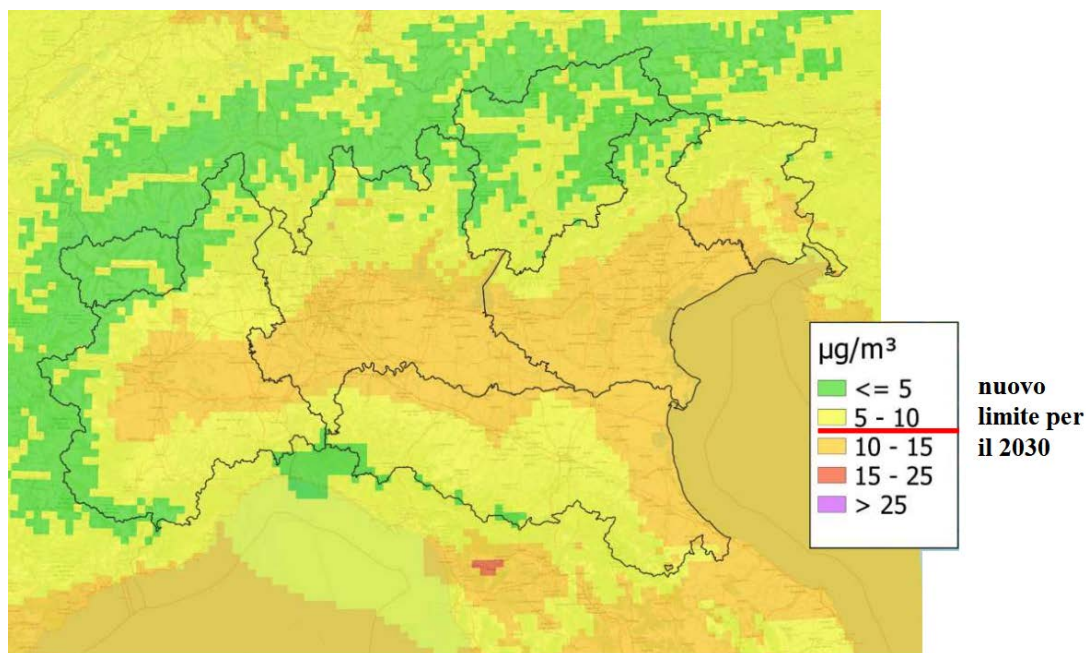 µg/m³
<= 5
5 - 10
10 - 15
15 - 25
> 25
nuovo
limite per
il 2030